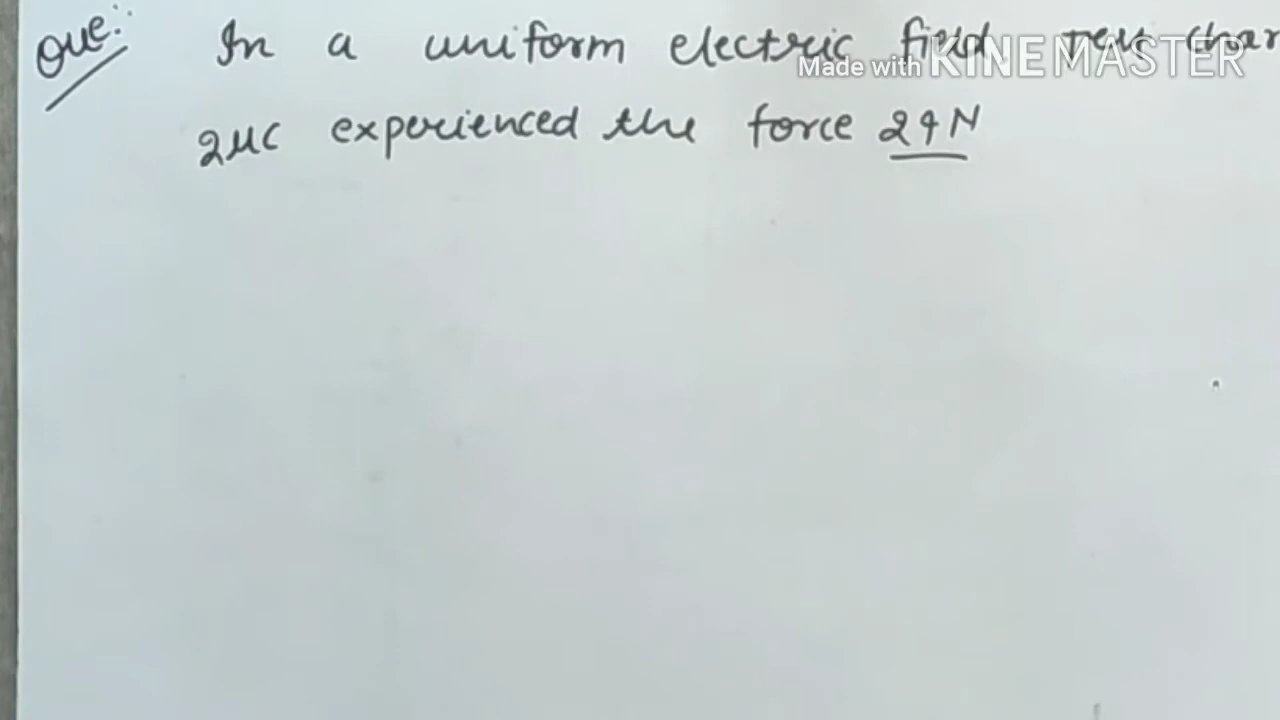 Que:
In a uniform electric field
Made with KINEMASTER
2μC experienced the force 24N